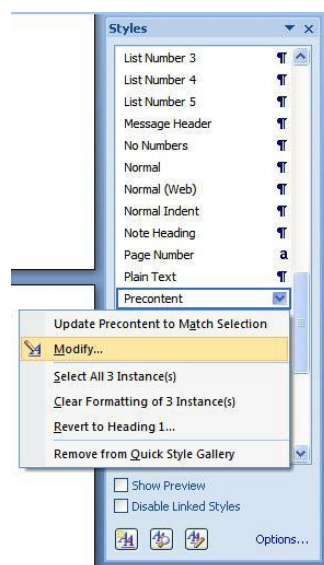 Styles
List Number 3 ¶
List Number 4 ¶
List Number 5 ¶
Message Header ¶
No Numbers ¶
Normal ¶
Normal (Web) ¶
Normal Indent ¶
Note Heading ¶
Page Number a
Plain Text ¶
Precontent
Update Precontent to Match Selection
Modify...
Select All 3 Instance(s)
Clear Formatting of 3 Instance(s)
Revert to Heading 1...
Remove from Quick Style Gallery
Show Preview
Disable Linked Styles
Options...